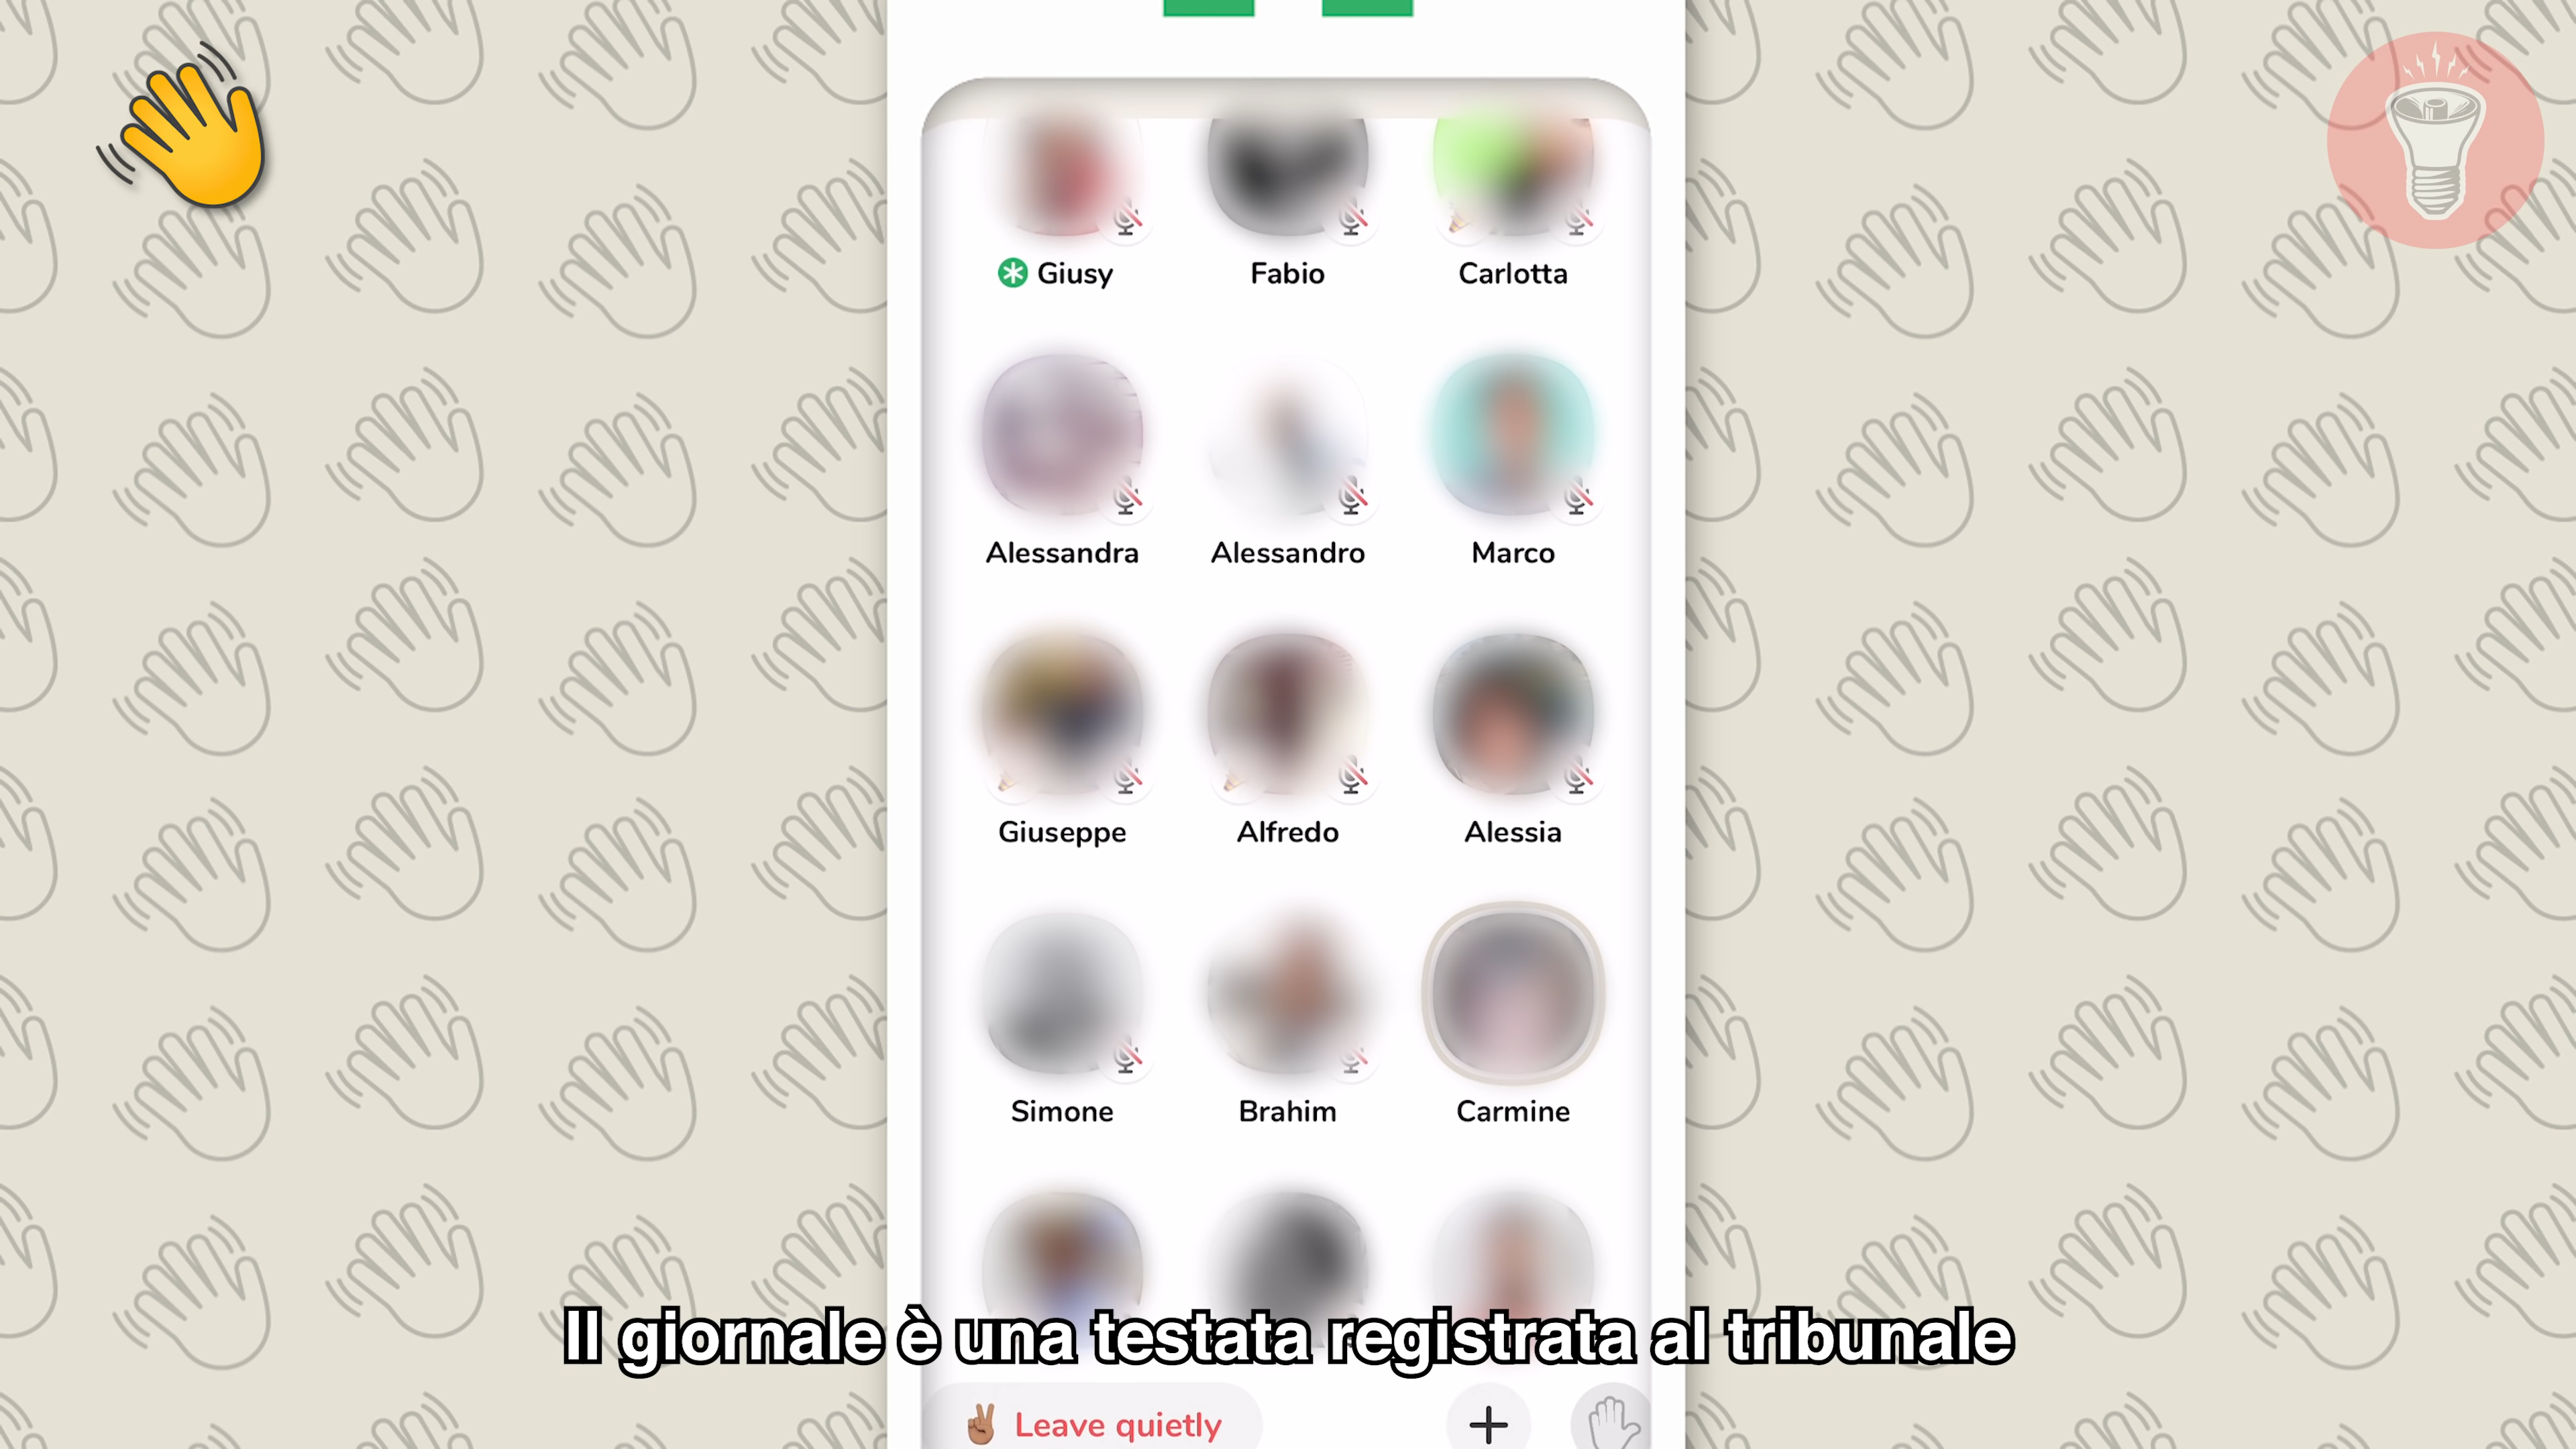 Giusy Fabio Carlotta
Alessandra Alessandro Marco
Giuseppe Alfredo Alessia
Simone Brahim Carmine
Il giornale è una testata registrata al tribunale
Leave quietly